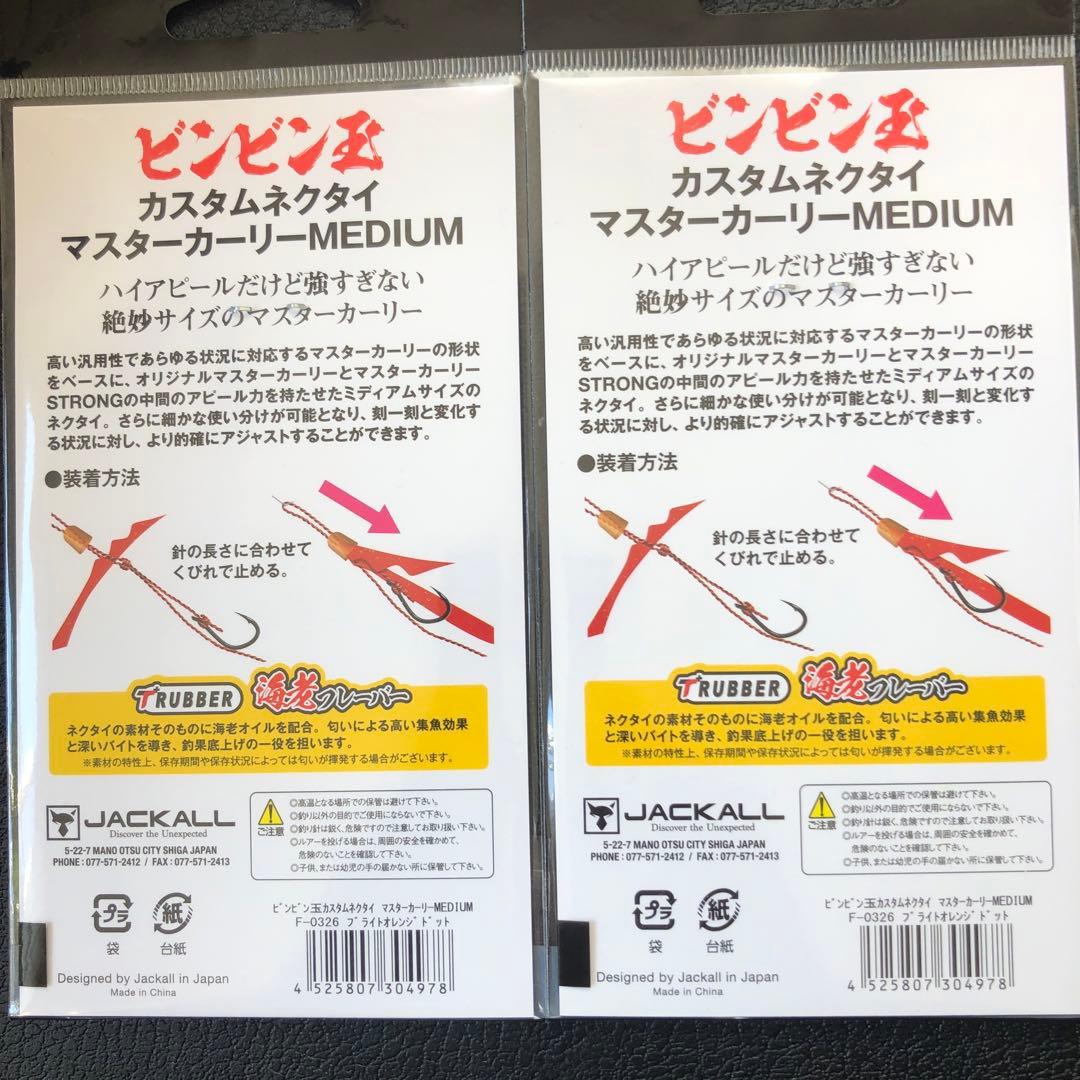 ビンビン玉
カスタムネクタイ
マスターカーリーMEDIUM
ハイアピールだけど強すぎない
絶妙サイズのマスターカーリー
高い汎用性であらゆる状況に対応するマスターカーリーの形状
をベースに、オリジナルマスターカーリーとマスターカーリー
STRONGの中間のアピール力を持たせたミディアムサイズの
ネクタイ。さらに細かな使い分けが可能となり、刻一刻と変化す
る状況に対し、より的確にアジャストすることができます。
●装着方法
針の長さに合わせて
くびれで止める。
T+RUBBER 海老フレーバー
ネクタイの素材そのものに海老オイルを配合。匂いによる高い集魚効果
と深いバイトを導き、釣果底上げの一役を担います。
※素材の特性上、保存期間や保存状況によっては匂いが揮発する場合がございます。
JACKALL
Discover the Unexpected
5-22-7 MANO OTSU CITY SHIGA JAPAN
PHONE : 077-571-2412 / FAX : 077-571-2413
ご注意
◎高温となる場所での保管は避けて下さい。
◎釣り以外の目的でご使用にならないで下さい。
◎釣り針は鋭く、危険ですので注意してお取り扱い下さい。
◎ルアーを投げる場合は、周囲の安全を確かめて、
危険のないことを確認して下さい。
◎子供、または幼児の手の届かない所に保管して下さい。
プラ
袋
紙
台紙
Designed by Jackall in Japan
Made in China
ビンビン玉カスタムネクタイ マスターカーリーMEDIUM
F-0326 ブライトオレンジドット
4 525807 304978
ビンビン玉
カスタムネクタイ
マスターカーリーMEDIUM
ハイアピールだけど強すぎない
絶妙サイズのマスターカーリー
高い汎用性であらゆる状況に対応するマスターカーリーの形状
をベースに、オリジナルマスターカーリーとマスターカーリー
STRONGの中間のアピール力を持たせたミディアムサイズの
ネクタイ。さらに細かな使い分けが可能となり、刻一刻と変化す
る状況に対し、より的確にアジャストすることができます。
●装着方法
針の長さに合わせて
くびれで止める。
T+RUBBER 海老フレーバー
ネクタイの素材そのものに海老オイルを配合。匂いによる高い集魚効果
と深いバイトを導き、釣果底上げの一役を担います。
※素材の特性上、保存期間や保存状況によっては匂いが揮発する場合がございます。
JACKALL
Discover the Unexpected
5-22-7 MANO OTSU CITY SHIGA JAPAN
PHONE : 077-571-2412 / FAX : 077-571-2413
ご注意
◎高温となる場所での保管は避けて下さい。
◎釣り以外の目的でご使用にならないで下さい。
◎釣り針は鋭く、危険ですので注意してお取り扱い下さい。
◎ルアーを投げる場合は、周囲の安全を確かめて、
危険のないことを確認して下さい。
◎子供、または幼児の手の届かない所に保管して下さい。
プラ
袋
紙
台紙
Designed by Jackall in Japan
Made in China
ビンビン玉カスタムネクタイ マスターカーリーMEDIUM
F-0326 ブライトオレンジドット
4 525807 304978